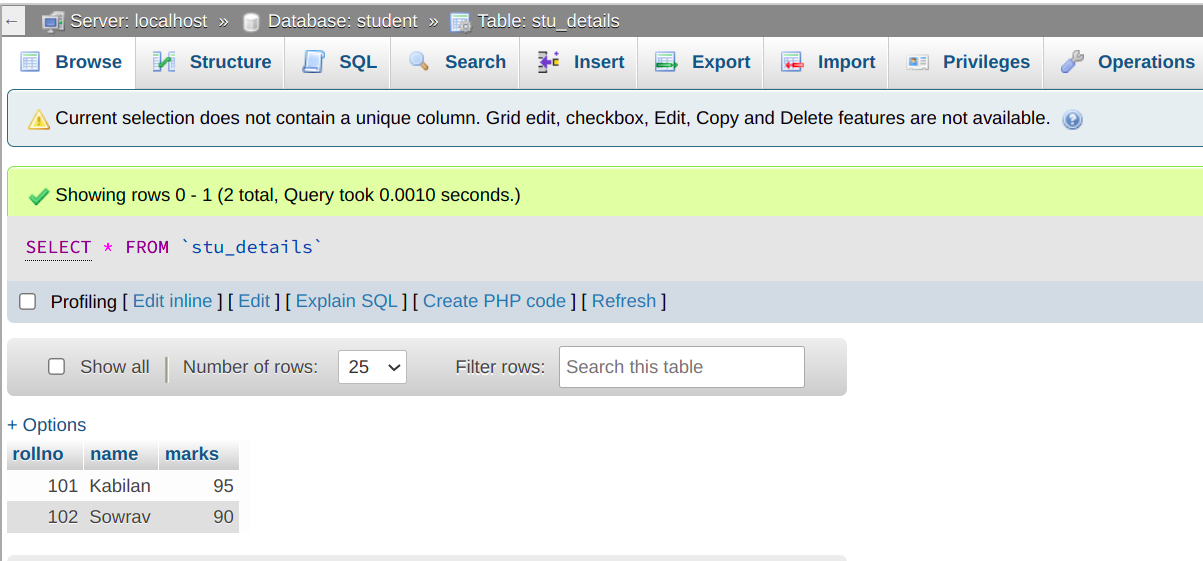 ← Server: localhost » Database: student » Table: stu_details
Browse Structure SQL Search Insert Export Import Privileges Operations
Current selection does not contain a unique column. Grid edit, checkbox, Edit, Copy and Delete features are not available.
Showing rows 0 - 1 (2 total, Query took 0.0010 seconds.)
SELECT * FROM `stu_details`
Profiling [ Edit inline ] [ Edit ] [ Explain SQL ] [ Create PHP code ] [ Refresh ]
Show all | Number of rows: 25 Filter rows: Search this table
+ Options
rollno name marks
101 Kabilan 95
102 Sowrav 90